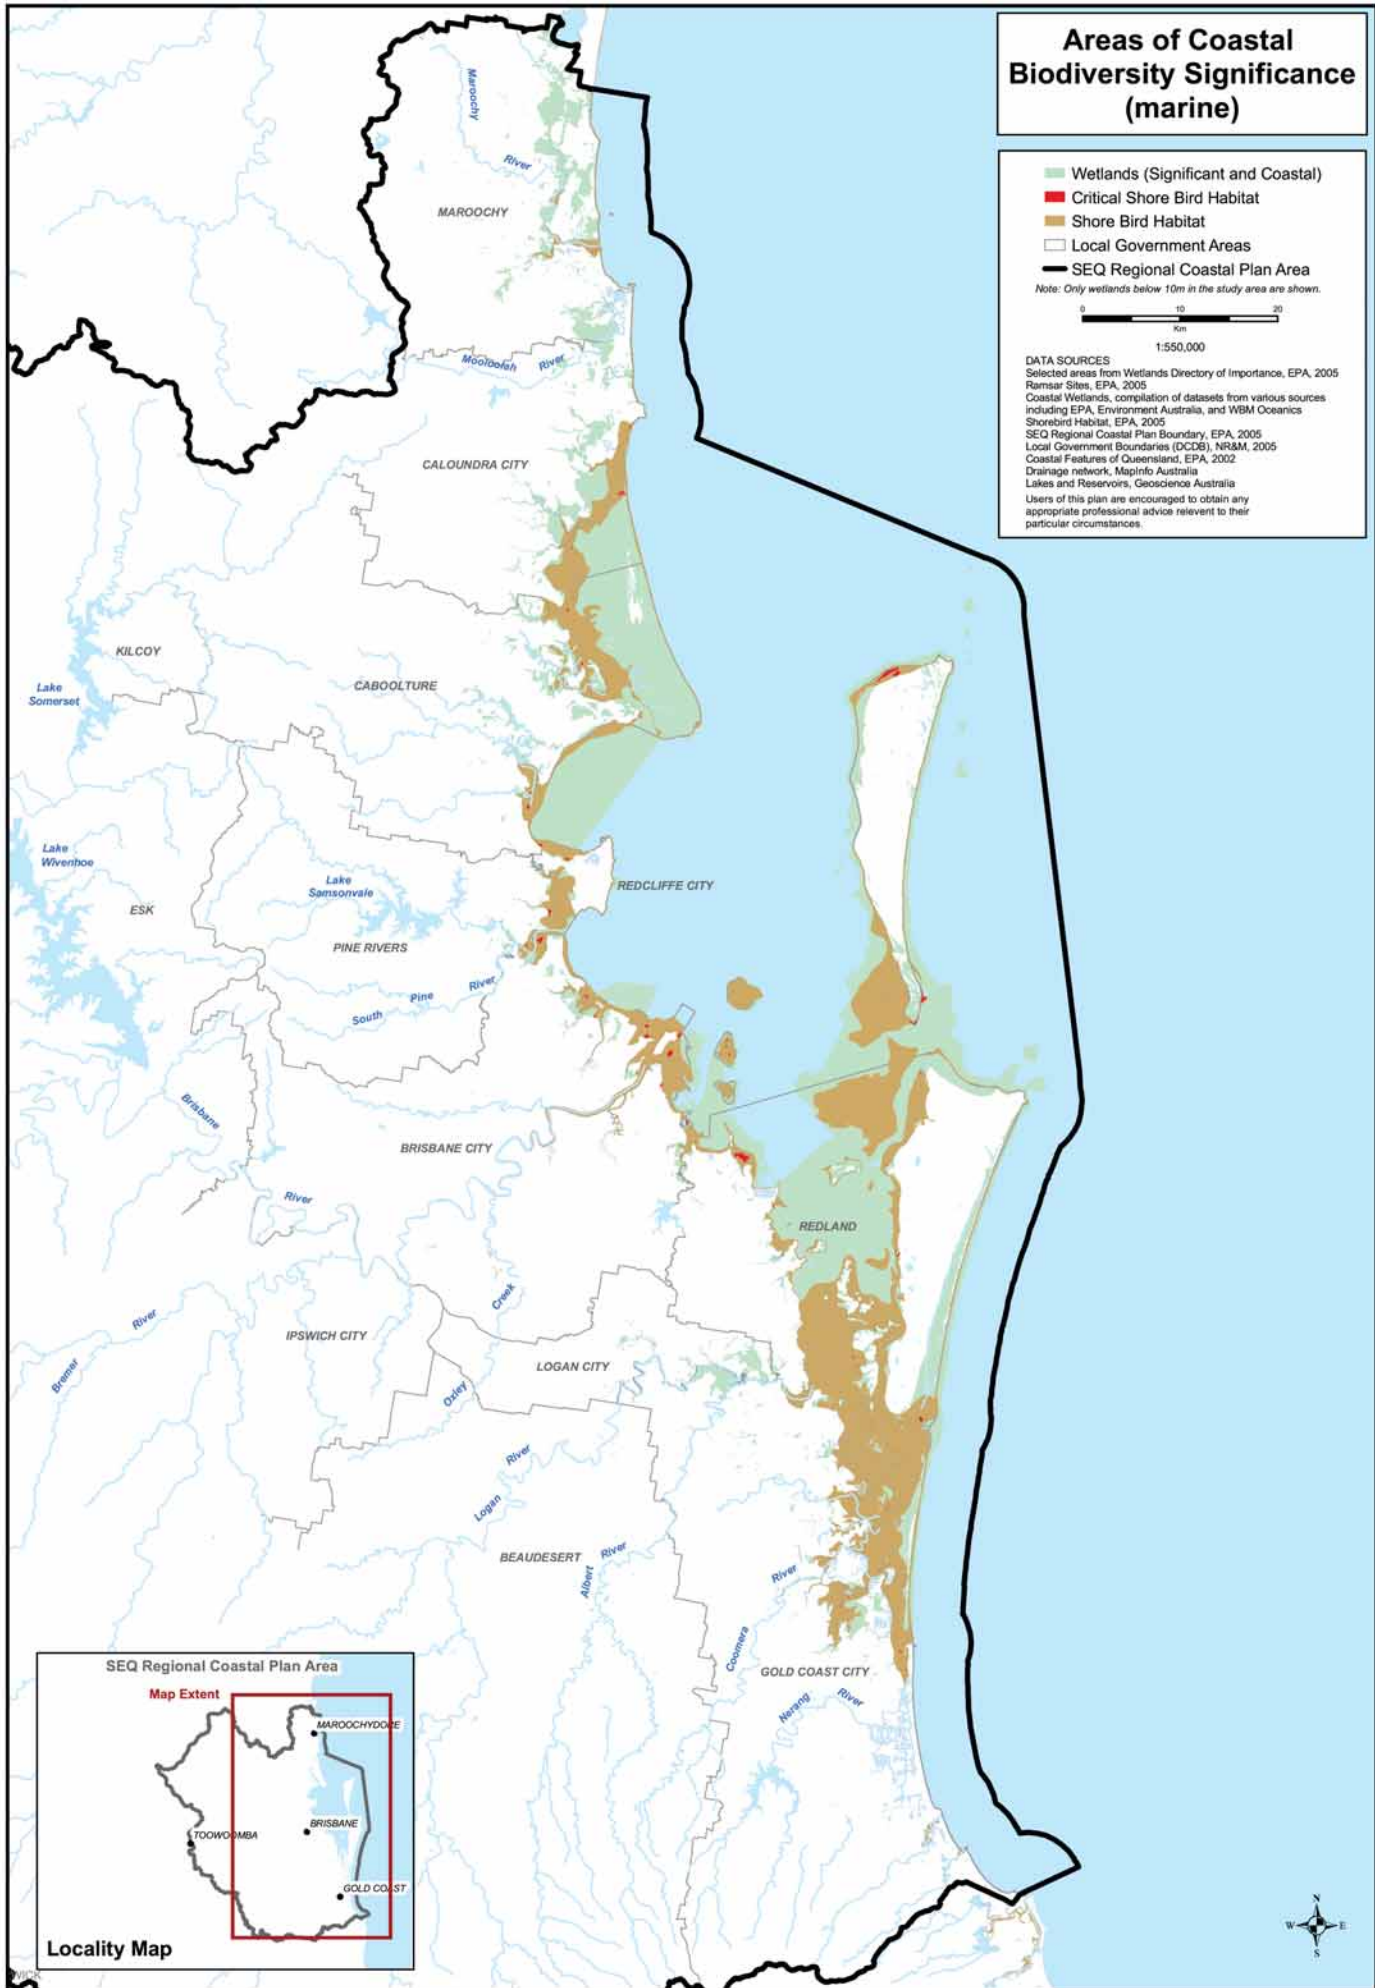 Areas of Coastal
Biodiversity Significance
(marine)
Wetlands (Significant and Coastal)
Critical Shore Bird Habitat
Shore Bird Habitat
Local Government Areas
SEQ Regional Coastal Plan Area
Note: Only wetlands below 10m in the study area are shown.
0 10 20
Km
1:550,000
DATA SOURCES
Selected areas from Wetlands Directory of Importance, EPA, 2005
Ramsar Sites, EPA, 2005
Coastal Wetlands, compilation of datasets from various sources
including EPA, Environment Australia, and WBM Oceanics
Shorebird Habitat, EPA, 2005
SEQ Regional Coastal Plan Boundary, EPA, 2005
Local Government Boundaries (DCDB), NR&M, 2005
Coastal Features of Queensland, EPA, 2002
Drainage network, MapInfo Australia
Lakes and Reservoirs, Geoscience Australia
Users of this plan are encouraged to obtain any
appropriate professional advice relevent to their
particular circumstances.
Maroochy
River
MAROOCHY
Mooloolah River
CALOUNDRA CITY
KILCOY
Lake
Somerset
CABOOLTURE
Lake
Wivenhoe
Lake
Samsonvale
REDCLIFFE CITY
ESK
PINE RIVERS
South Pine River
Brisbane
River
BRISBANE CITY
REDLAND
Creek
Oxley
Bremer River
IPSWICH CITY
LOGAN CITY
Logan River
BEAUDESERT
Albert River
Coomera River
GOLD COAST CITY
Nerang River
SEQ Regional Coastal Plan Area
Map Extent
MAROOCHYDORE
BRISBANE
TOOWOOMBA
GOLD COAST
Locality Map
WICK
N
W E
S